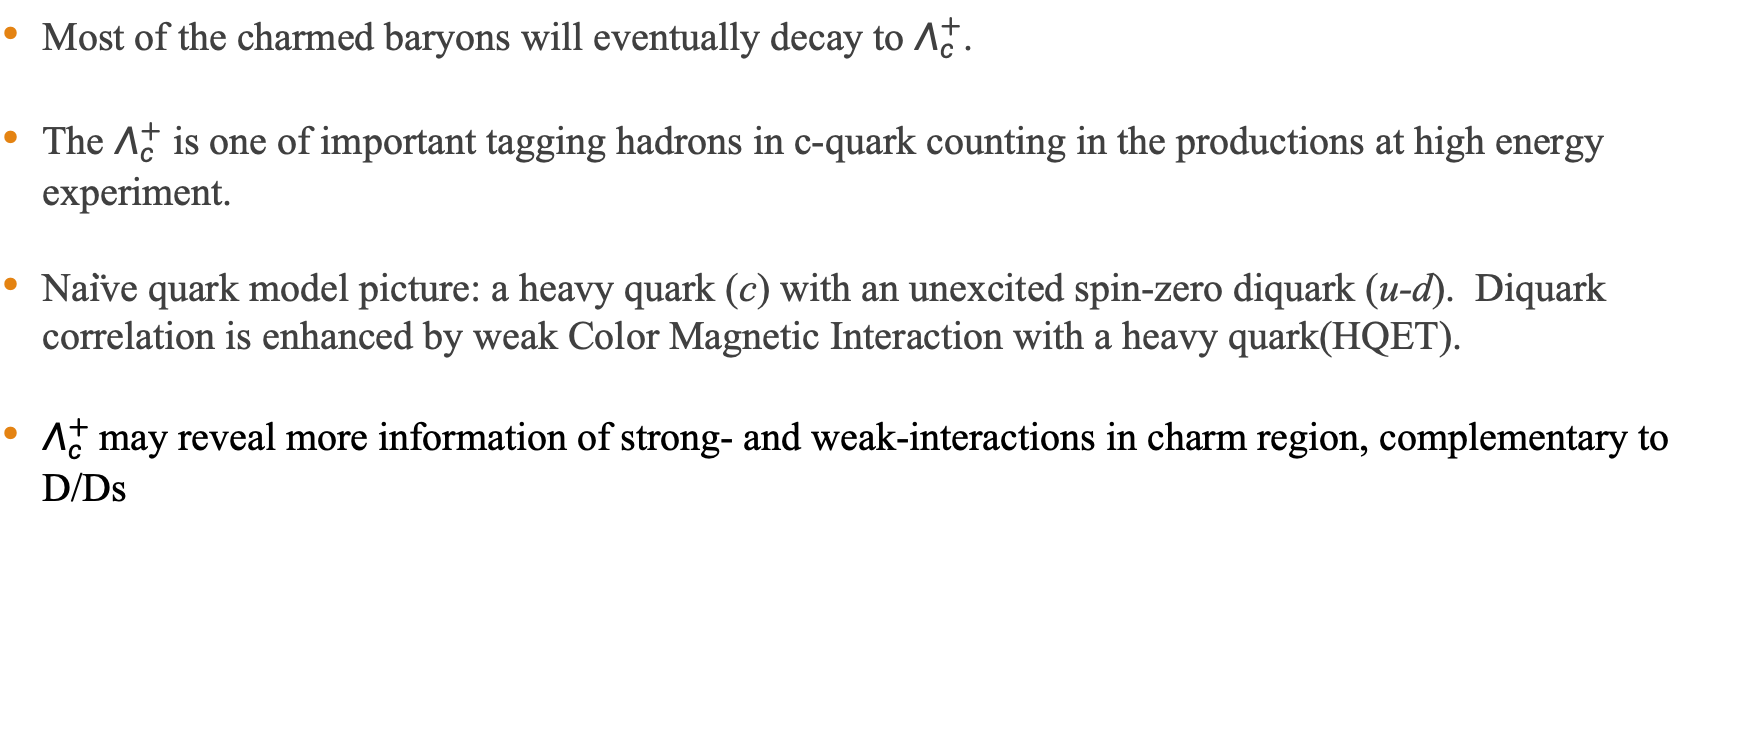 • Most of the charmed baryons will eventually decay to Λc+.
• The Λc+ is one of important tagging hadrons in c-quark counting in the productions at high energy
experiment.
• Naïve quark model picture: a heavy quark (c) with an unexcited spin-zero diquark (u-d). Diquark
correlation is enhanced by weak Color Magnetic Interaction with a heavy quark(HQET).
• Λc+ may reveal more information of strong- and weak-interactions in charm region, complementary to
D/Ds